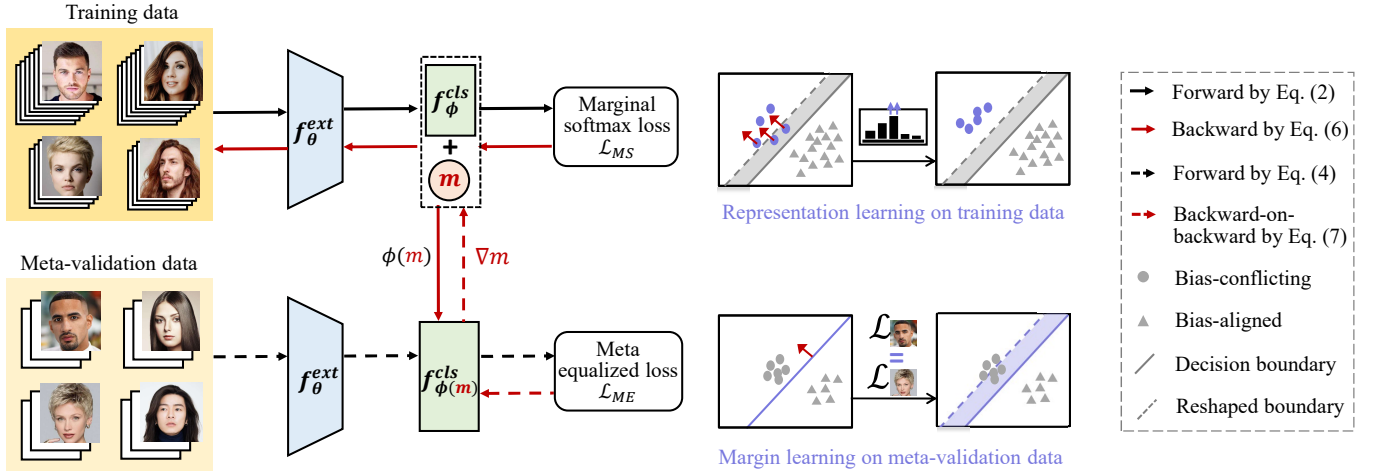 Training data
f_θ^ext
f_ϕ^cls
+
m
Marginal
softmax loss
ℒ_MS
ϕ(m)
∇m
Meta-validation data
f_θ^ext
f_ϕ(m)^cls
Meta
equalized loss
ℒ_ME
Representation learning on training data
ℒ
=
ℒ
Margin learning on meta-validation data
Forward by Eq. (2)
Backward by Eq. (6)
Forward by Eq. (4)
Backward-on-
backward by Eq. (7)
Bias-conflicting
Bias-aligned
Decision boundary
Reshaped boundary